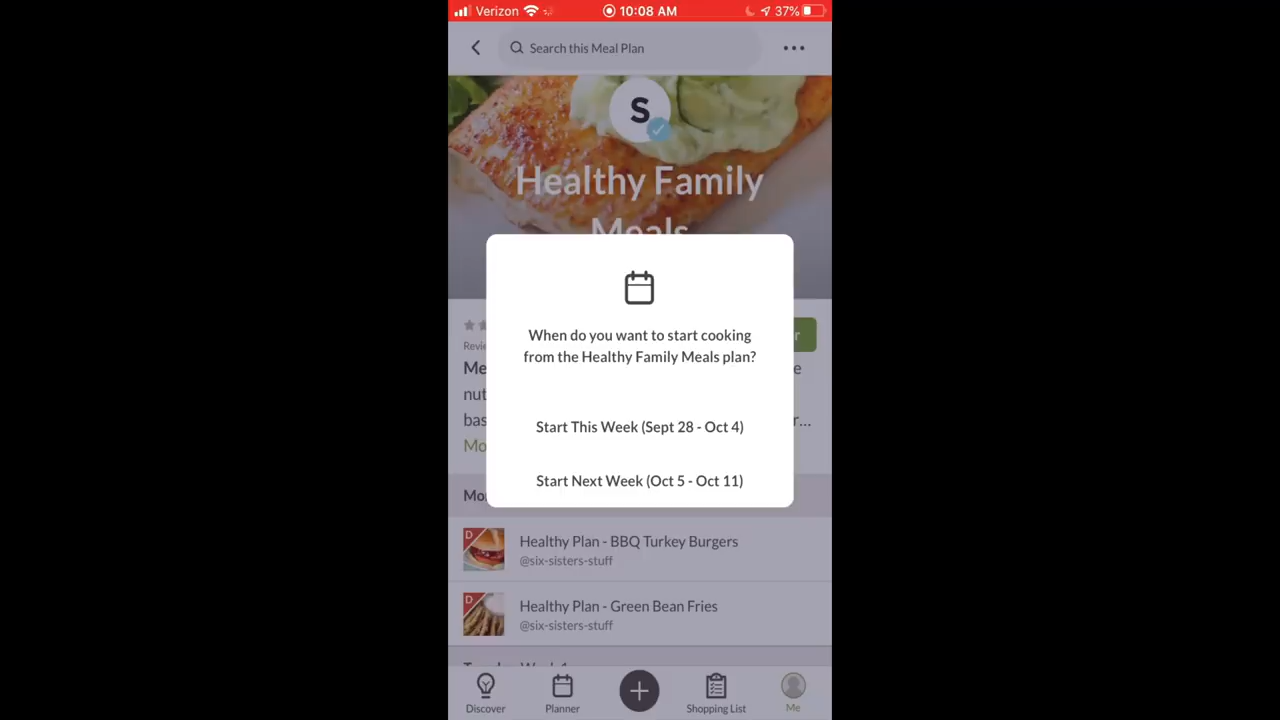 Verizon 10:08 AM 37%
Search this Meal Plan
S
Healthy Family
Meals
When do you want to start cooking
from the Healthy Family Meals plan?
Start This Week (Sept 28 - Oct 4)
Start Next Week (Oct 5 - Oct 11)
D
Healthy Plan - BBQ Turkey Burgers
@six-sisters-stuff
D
Healthy Plan - Green Bean Fries
@six-sisters-stuff
Discover
Planner
Shopping List
Me